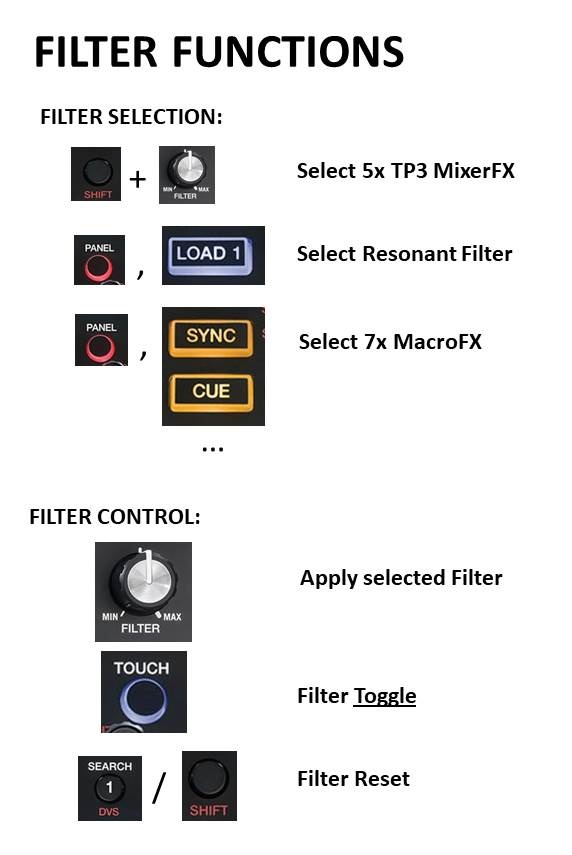 FILTER FUNCTIONS
FILTER SELECTION:
SHIFT + MIN MAX FILTER Select 5x TP3 MixerFX
PANEL , LOAD 1 Select Resonant Filter
PANEL , SYNC Select 7x MacroFX
CUE
...
FILTER CONTROL:
MIN MAX FILTER Apply selected Filter
TOUCH Filter Toggle
SEARCH 1 DVS / SHIFT Filter Reset